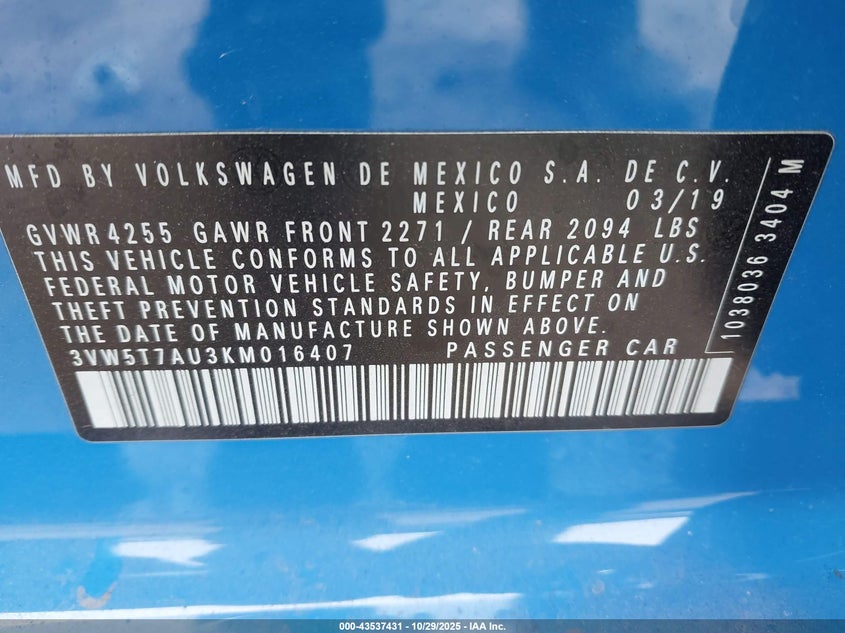 MFD BY VOLKSWAGEN DE MEXICO S.A. DE C.V.
MEXICO 03/19
GVWR 4255 GAWR FRONT 2271 / REAR 2094 LBS
THIS VEHICLE CONFORMS TO ALL APPLICABLE U.S.
FEDERAL MOTOR VEHICLE SAFETY, BUMPER AND
THEFT PREVENTION STANDARDS IN EFFECT ON
THE DATE OF MANUFACTURE SHOWN ABOVE.
3VW5T7AU3KM016407 PASSENGER CAR
1038036 3404 M
000-43537431 - 10/29/2025 - IAA Inc.